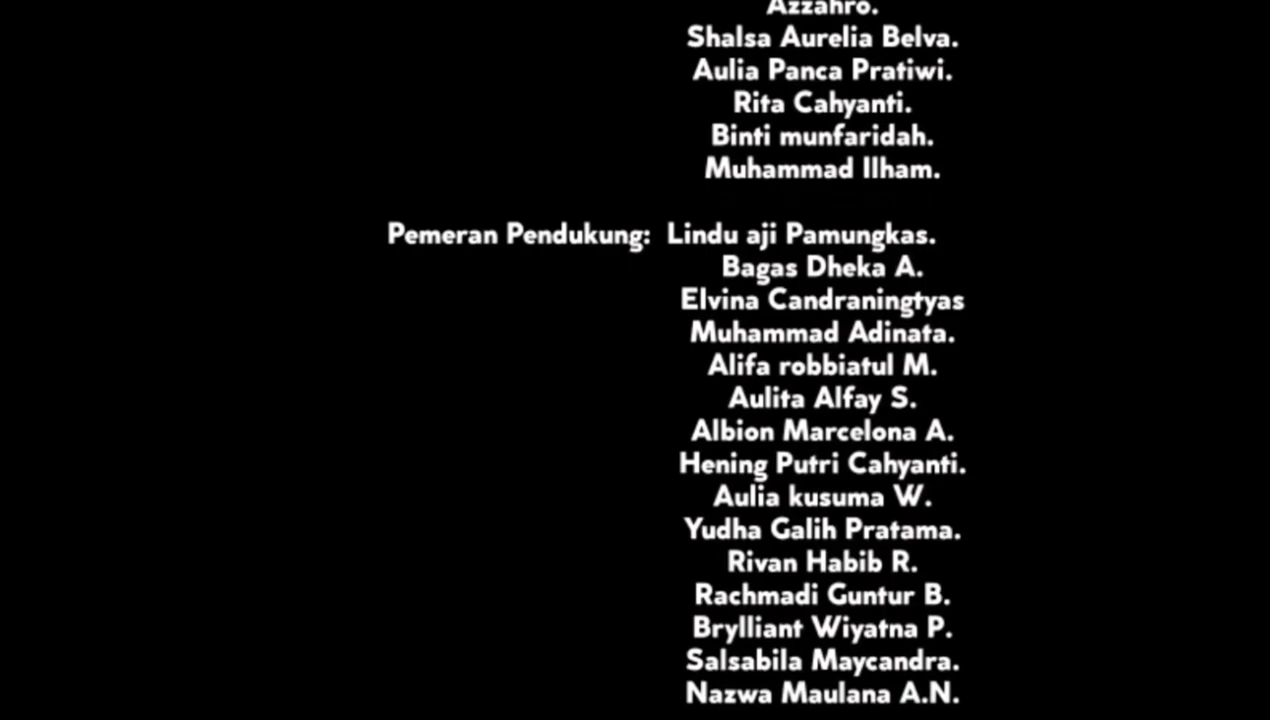 Azzahro.
Shalsa Aurelia Belva.
Aulia Panca Pratiwi.
Rita Cahyanti.
Binti munfaridah.
Muhammad Ilham.
Pemeran Pendukung: Lindu aji Pamungkas.
Bagas Dheka A.
Elvina Candraningtyas
Muhammad Adinata.
Alifa robbiatul M.
Aulita Alfay S.
Albion Marcelona A.
Hening Putri Cahyanti.
Aulia kusuma W.
Yudha Galih Pratama.
Rivan Habib R.
Rachmadi Guntur B.
Brylliant Wiyatna P.
Salsabila Maycandra.
Nazwa Maulana A.N.